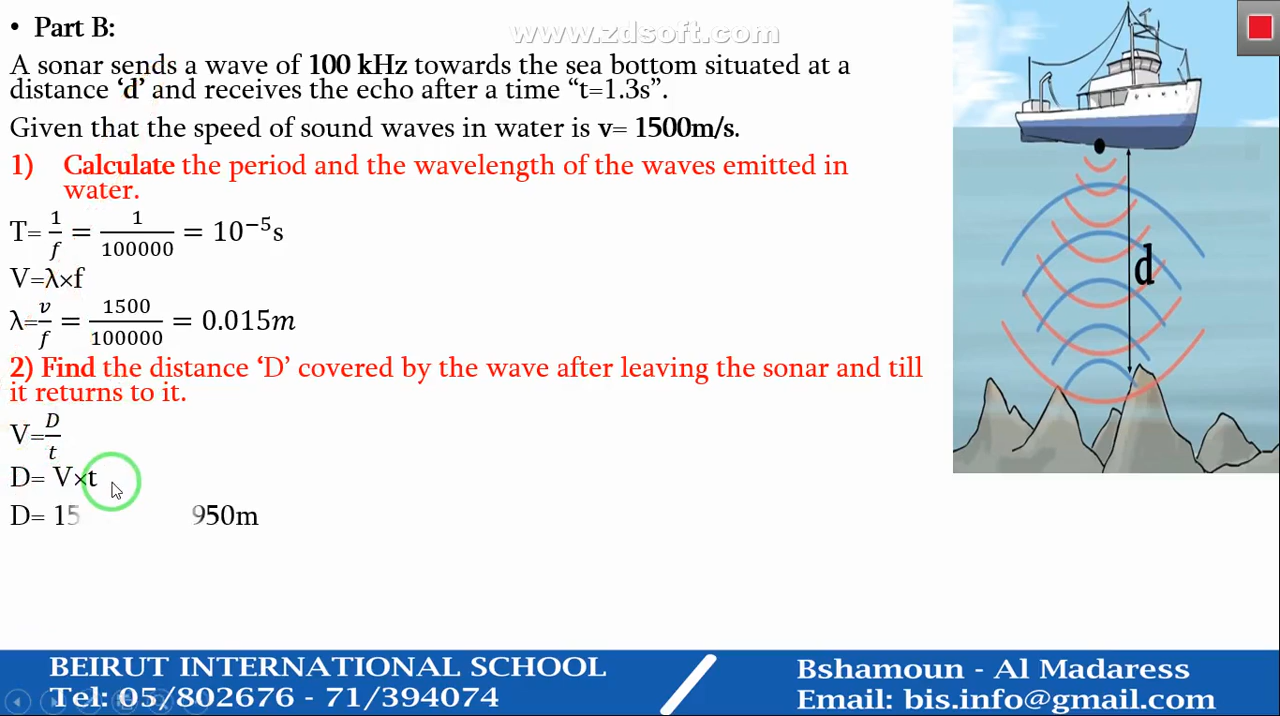 • Part B:
www.zdsoft.com
A sonar sends a wave of 100 kHz towards the sea bottom situated at a
distance ‘d’ and receives the echo after a time “t=1.3s”.
Given that the speed of sound waves in water is v= 1500m/s.
1) Calculate the period and the wavelength of the waves emitted in
water.
T= 1/f = 1/100000 = 10⁻⁵s
V=λ×f
λ= v/f = 1500/100000 = 0.015m
2) Find the distance ‘D’ covered by the wave after leaving the sonar and till
it returns to it.
V= D/t
D= V×t
D= 15 950m
d
BEIRUT INTERNATIONAL SCHOOL
Tel: 05/802676 - 71/394074
Bshamoun - Al Madaress
Email: bis.info@gmail.com